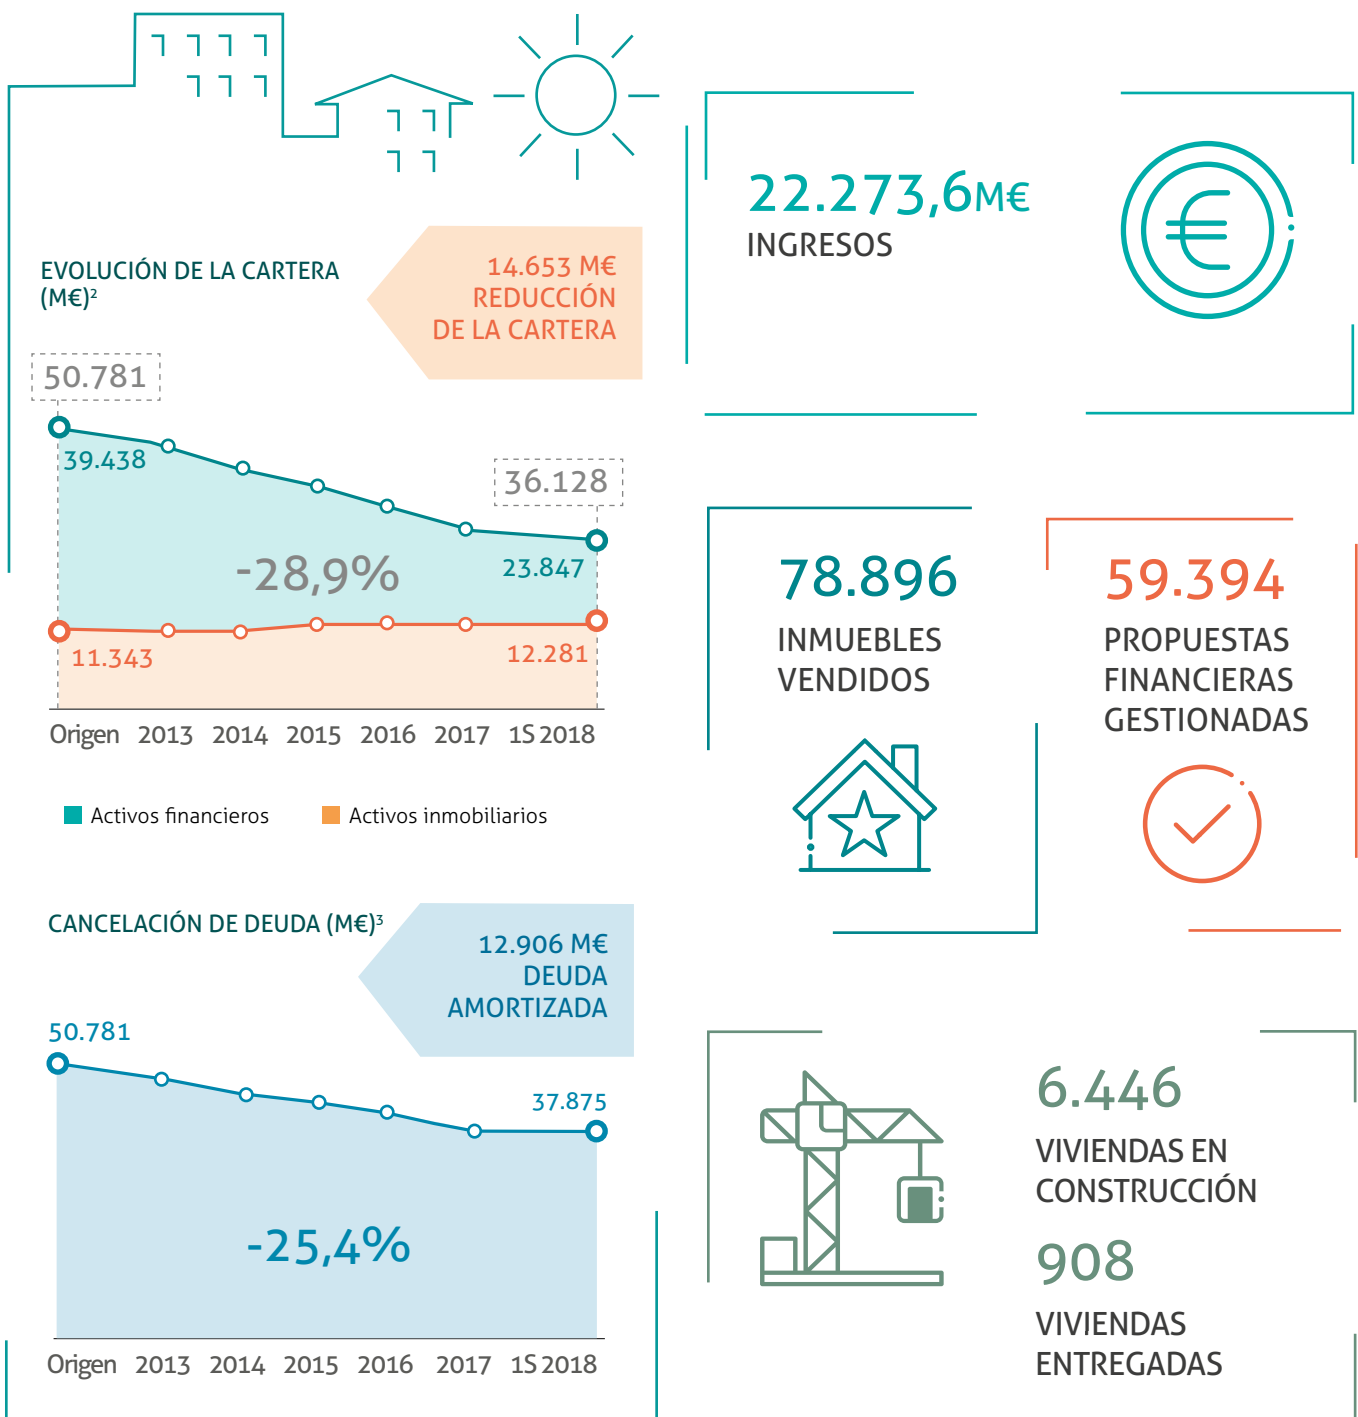 EVOLUCIÓN DE LA CARTERA
(M€)²
14.653 M€
REDUCCIÓN
DE LA CARTERA
50.781
39.438
36.128
23.847
-28,9%
11.343
12.281
Origen 2013 2014 2015 2016 2017 1S 2018
Activos financieros Activos inmobiliarios
CANCELACIÓN DE DEUDA (M€)³
12.906 M€
DEUDA
AMORTIZADA
50.781
37.875
-25,4%
Origen 2013 2014 2015 2016 2017 1S 2018
22.273,6M€
INGRESOS
78.896
INMUEBLES
VENDIDOS
59.394
PROPUESTAS
FINANCIERAS
GESTIONADAS
6.446
VIVIENDAS EN
CONSTRUCCIÓN
908
VIVIENDAS
ENTREGADAS